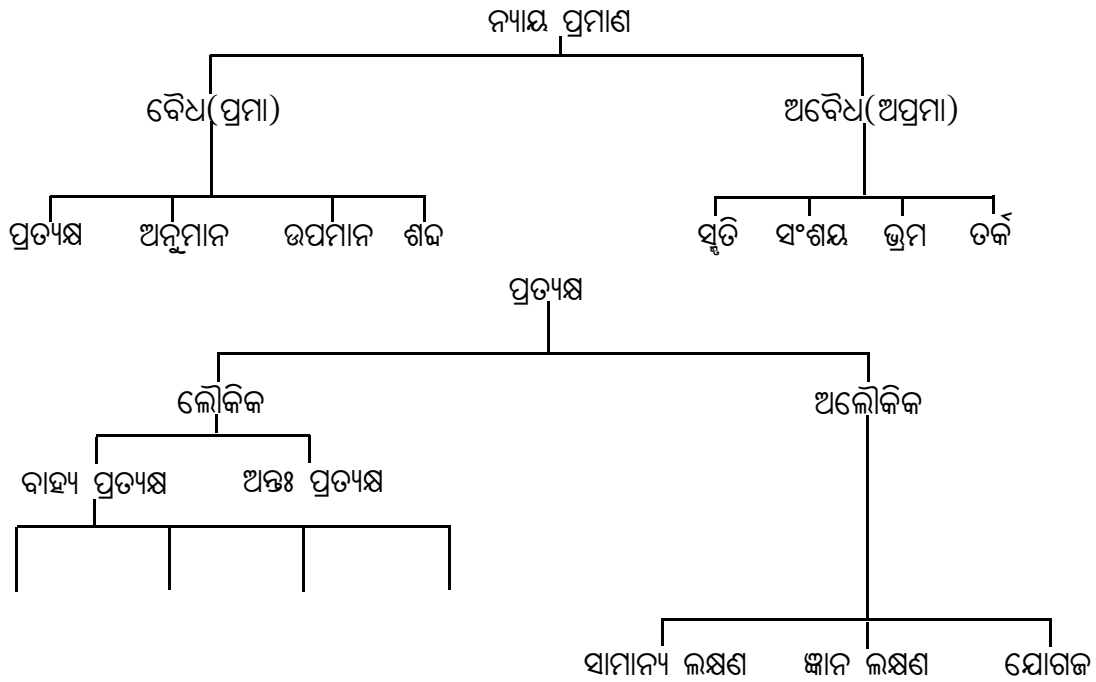 ନ୍ୟାୟ ପ୍ରମାଣ
ବୈଧ(ପ୍ରମା) ଅବୈଧ(ଅପ୍ରମା)
ପ୍ରତ୍ୟକ୍ଷ ଅନୁମାନ ଉପମାନ ଶବ୍ଦ ସ୍ମୃତି ସଂଶୟ ଭ୍ରମ ତର୍କ
ପ୍ରତ୍ୟକ୍ଷ
ଲୌକିକ ଅଲୌକିକ
ବାହ୍ୟ ପ୍ରତ୍ୟକ୍ଷ ଅନ୍ତଃ ପ୍ରତ୍ୟକ୍ଷ
ସାମାନ୍ୟ ଲକ୍ଷଣ ଜ୍ଞାନ ଲକ୍ଷଣ ଯୋଗଜ